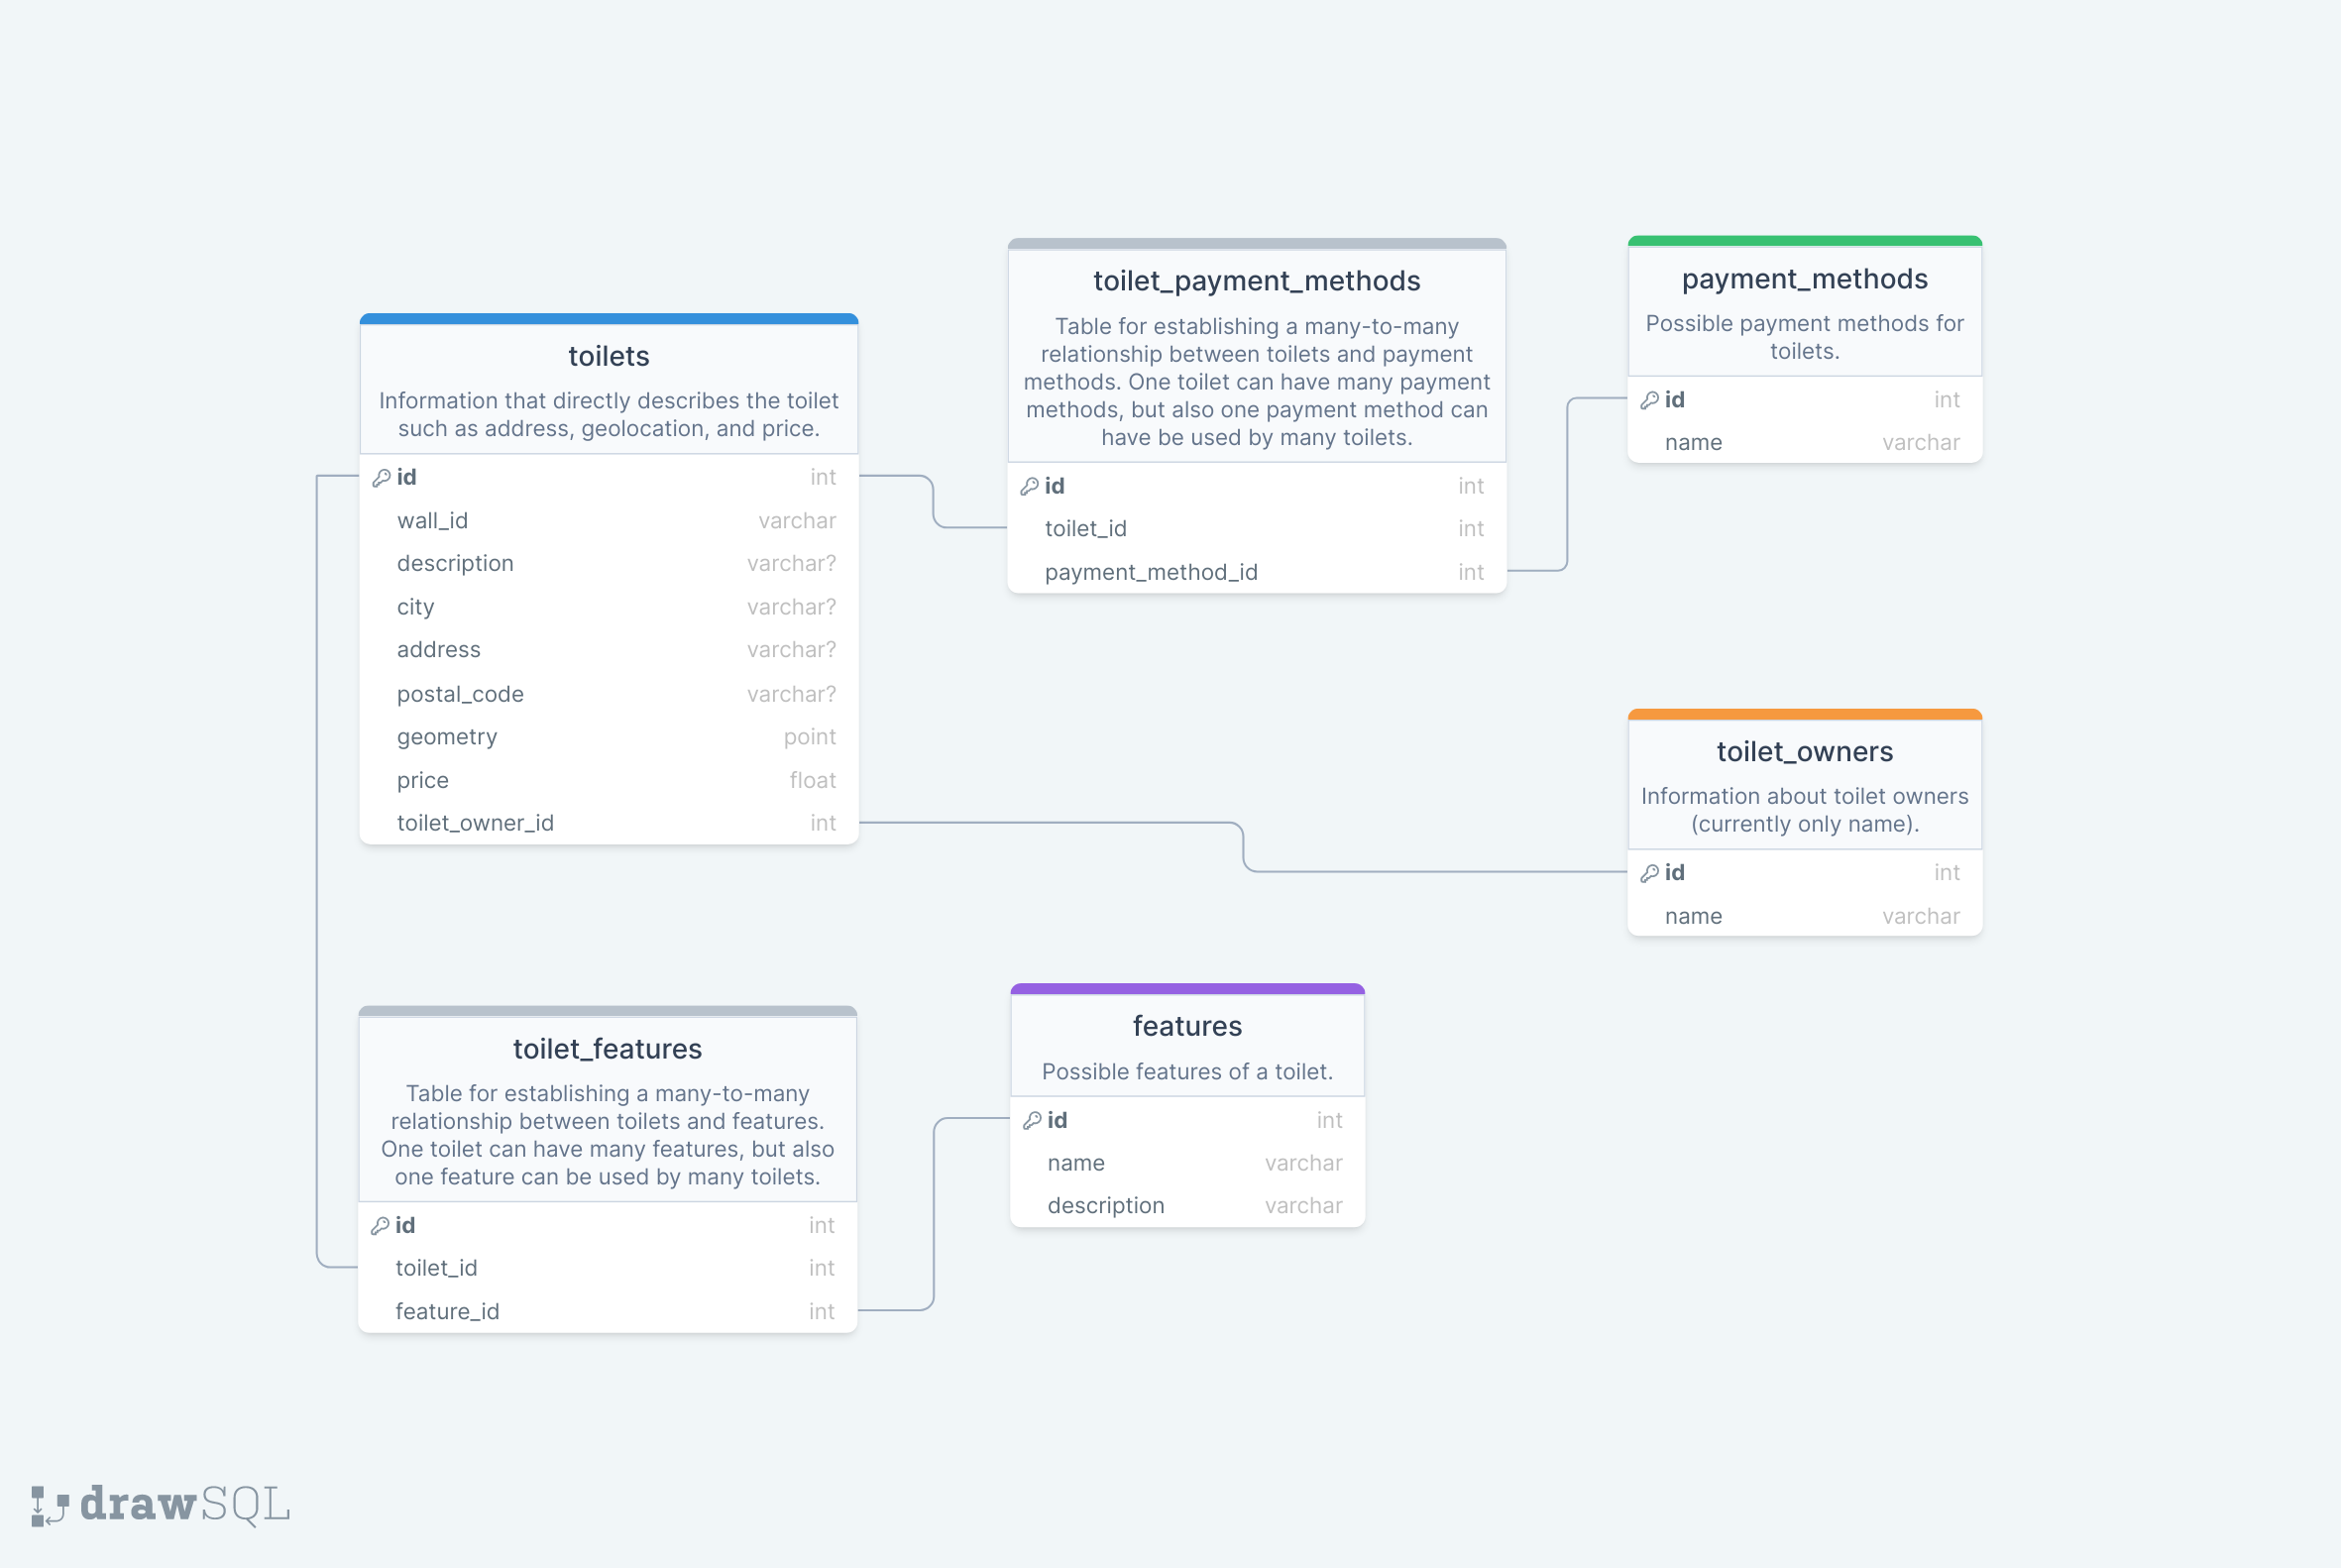 toilets
Information that directly describes the toilet
such as address, geolocation, and price.
id int
wall_id varchar
description varchar?
city varchar?
address varchar?
postal_code varchar?
geometry point
price float
toilet_owner_id int
toilet_payment_methods
Table for establishing a many-to-many
relationship between toilets and payment
methods. One toilet can have many payment
methods, but also one payment method can
have be used by many toilets.
id int
toilet_id int
payment_method_id int
payment_methods
Possible payment methods for
toilets.
id int
name varchar
toilet_owners
Information about toilet owners
(currently only name).
id int
name varchar
toilet_features
Table for establishing a many-to-many
relationship between toilets and features.
One toilet can have many features, but also
one feature can be used by many toilets.
id int
toilet_id int
feature_id int
features
Possible features of a toilet.
id int
name varchar
description varchar
drawSQL